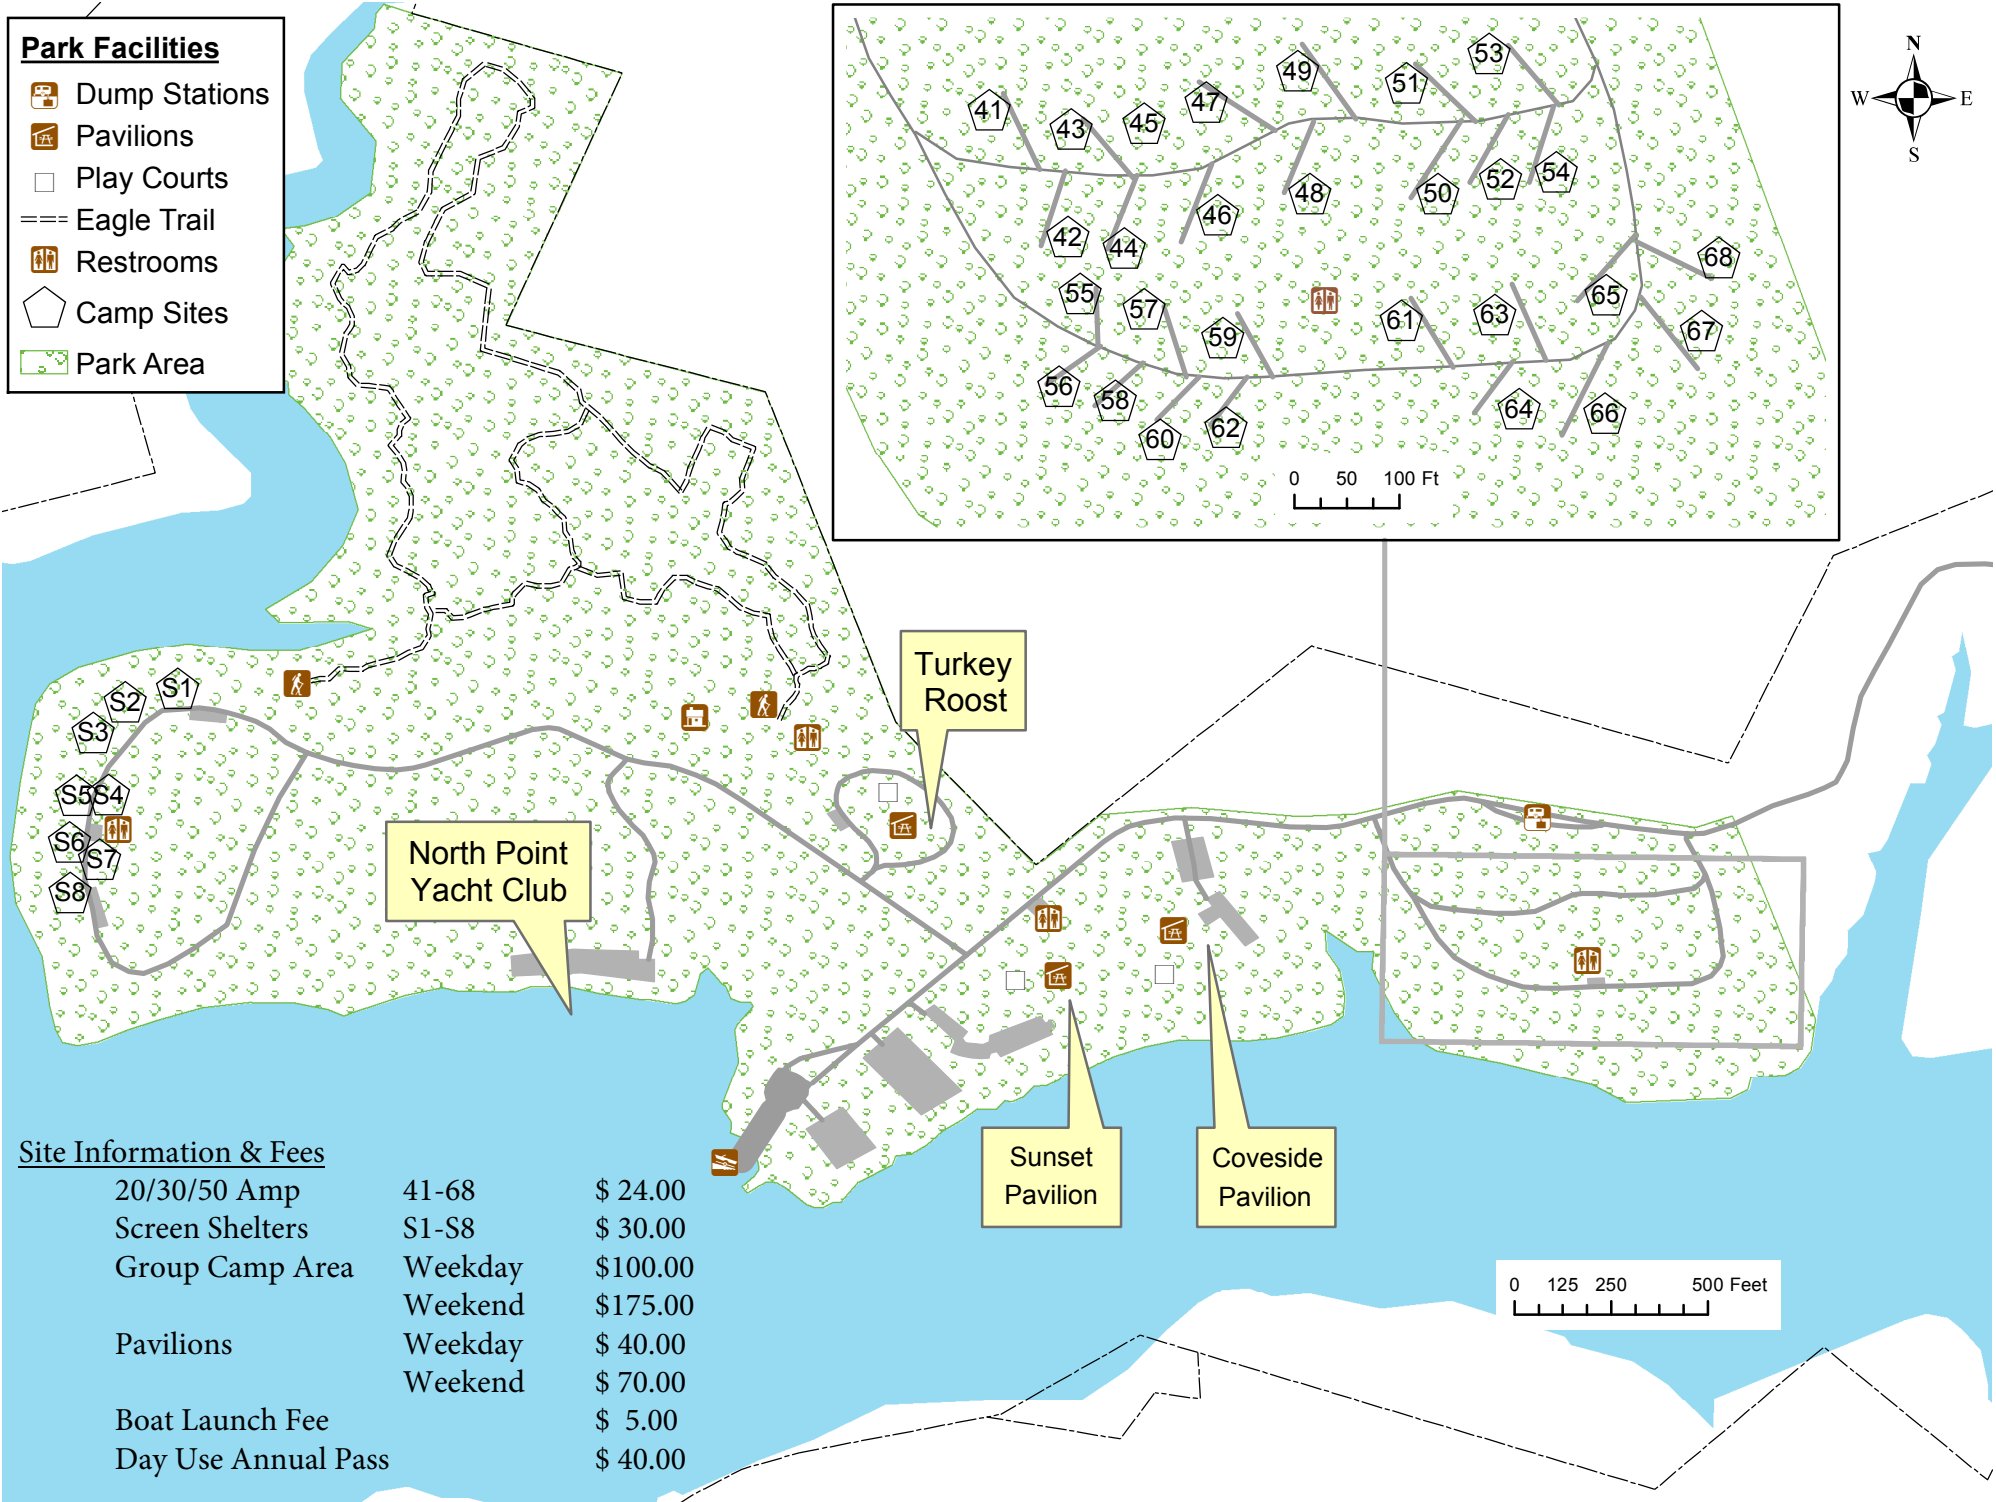 Park Facilities
Dump Stations
Pavilions
Play Courts
Eagle Trail
Restrooms
Camp Sites
Park Area
41
43
45
47
49
51
53
42
44
46
48
50
52
54
55
57
59
61
63
65
68
67
56
58
60
62
64
66
0 50 100 Ft
N
W E
S
S1
S2
S3
S5
S4
S6
S7
S8
Turkey
Roost
North Point
Yacht Club
Sunset
Pavilion
Coveside
Pavilion
Site Information & Fees
20/30/50 Amp 41-68 $ 24.00
Screen Shelters S1-S8 $ 30.00
Group Camp Area Weekday $100.00
Weekend $175.00
Pavilions Weekday $ 40.00
Weekend $ 70.00
Boat Launch Fee $ 5.00
Day Use Annual Pass $ 40.00
0 125 250 500 Feet